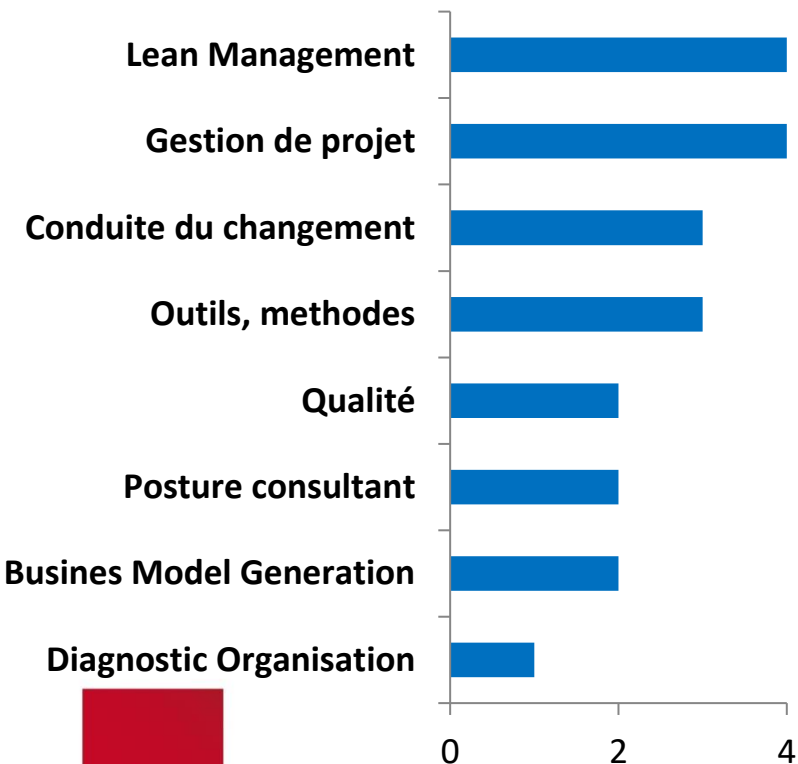 Lean Management
Gestion de projet
Conduite du changement
Outils, methodes
Qualité
Posture consultant
Busines Model Generation
Diagnostic Organisation
0 2 4